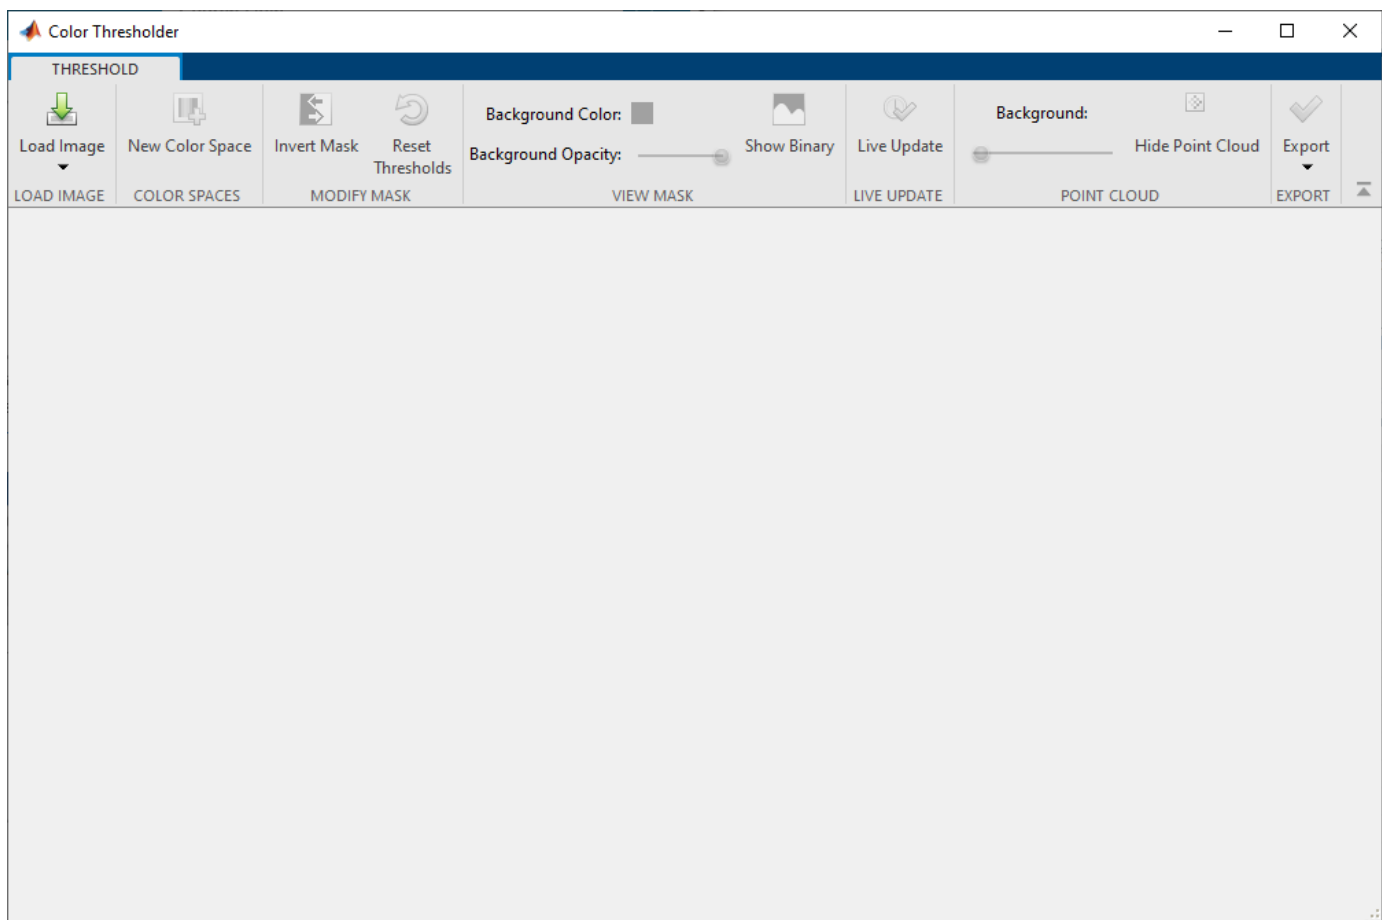 Color Thresholder
THRESHOLD
Load Image
New Color Space
Invert Mask
Reset
Thresholds
Background Color:
Background Opacity:
Show Binary
Live Update
Background:
Hide Point Cloud
Export
LOAD IMAGE
COLOR SPACES
MODIFY MASK
VIEW MASK
LIVE UPDATE
POINT CLOUD
EXPORT